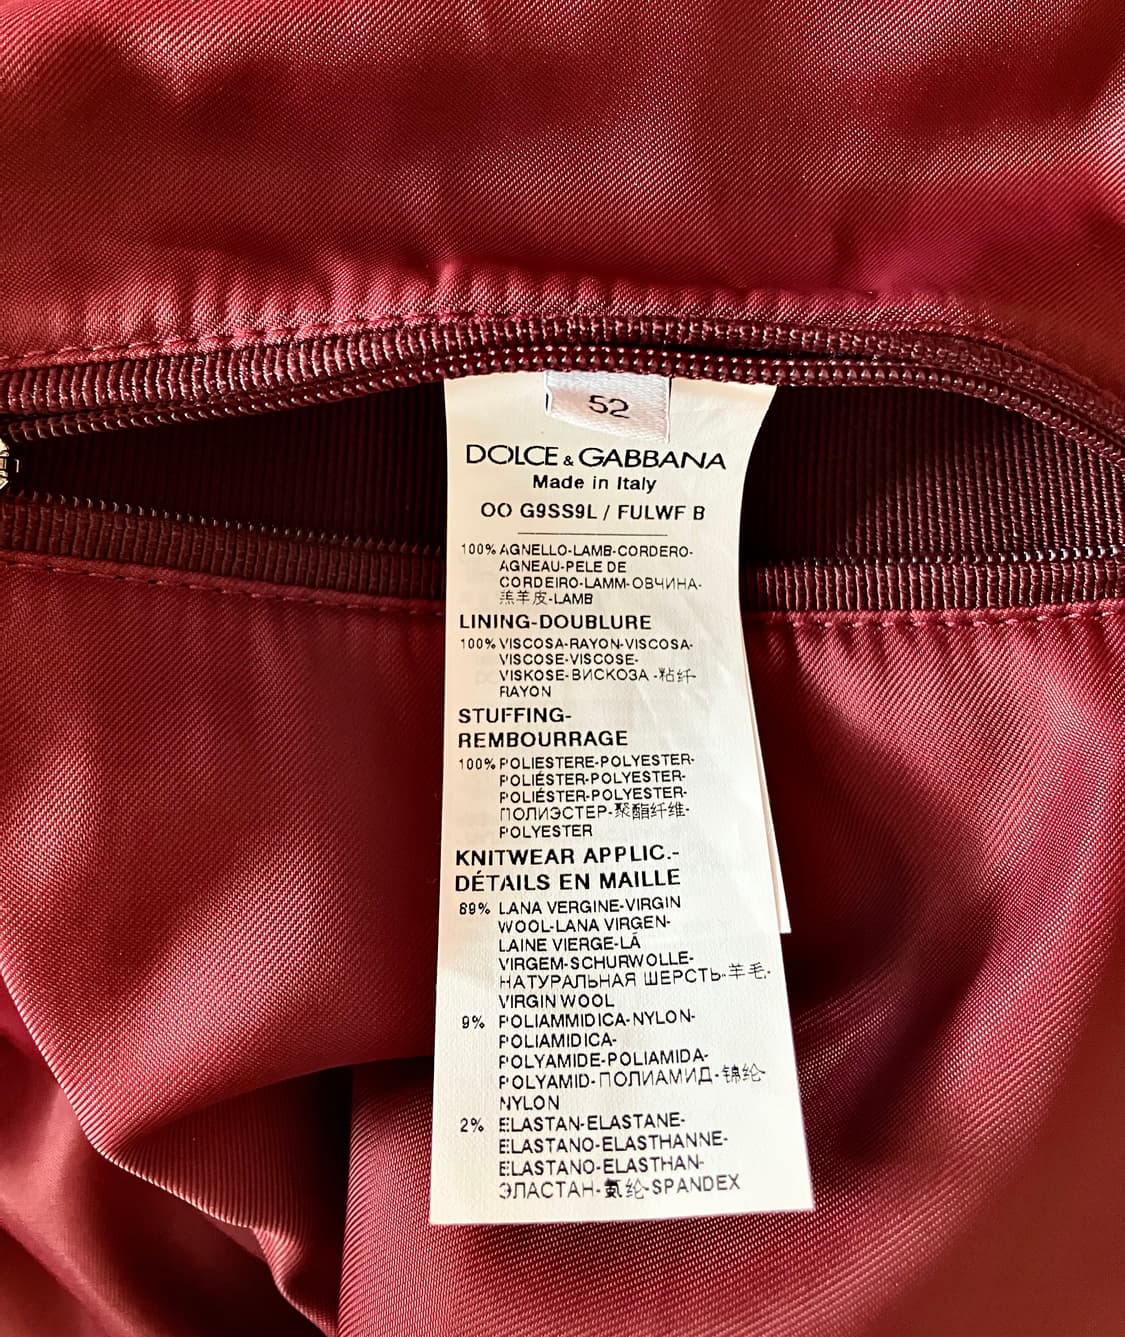 52
DOLCE & GABBANA
Made in Italy
OO G9SS9L / FULWF B
100% AGNELLO-LAMB-CORDERO-
AGNEAU-PELE DE
CORDEIRO-LAMM-ОВЧИНА-
羔羊皮-LAMB
LINING-DOUBLURE
100% VISCOSA-RAYON-VISCOSA-
VISCOSE-VISCOSE-
VISKOSE-ВИСКОЗА-粘纤-
RAYON
STUFFING-
REMBOURRAGE
100% POLIESTERE-POLYESTER-
POLIÉSTER-POLYESTER-
POLIÉSTER-POLYESTER-
ПОЛИЭСТЕР-聚酯纤维-
POLYESTER
KNITWEAR APPLIC.-
DÉTAILS EN MAILLE
89% LANA VERGINE-VIRGIN
WOOL-LANA VIRGEN-
LAINE VIERGE-LÃ
VIRGEM-SCHURWOLLE-
НАТУРАЛЬНАЯ ШЕРСТЬ-羊毛-
VIRGIN WOOL
9% POLIAMMIDICA-NYLON-
POLIAMIDICA-
POLYAMIDE-POLIAMIDA-
POLYAMID-ПОЛИАМИД-锦纶-
NYLON
2% ELASTAN-ELASTANE-
ELASTANO-ELASTHANNE-
ELASTANO-ELASTHAN-
ЭЛАСТАН-氨纶-SPANDEX